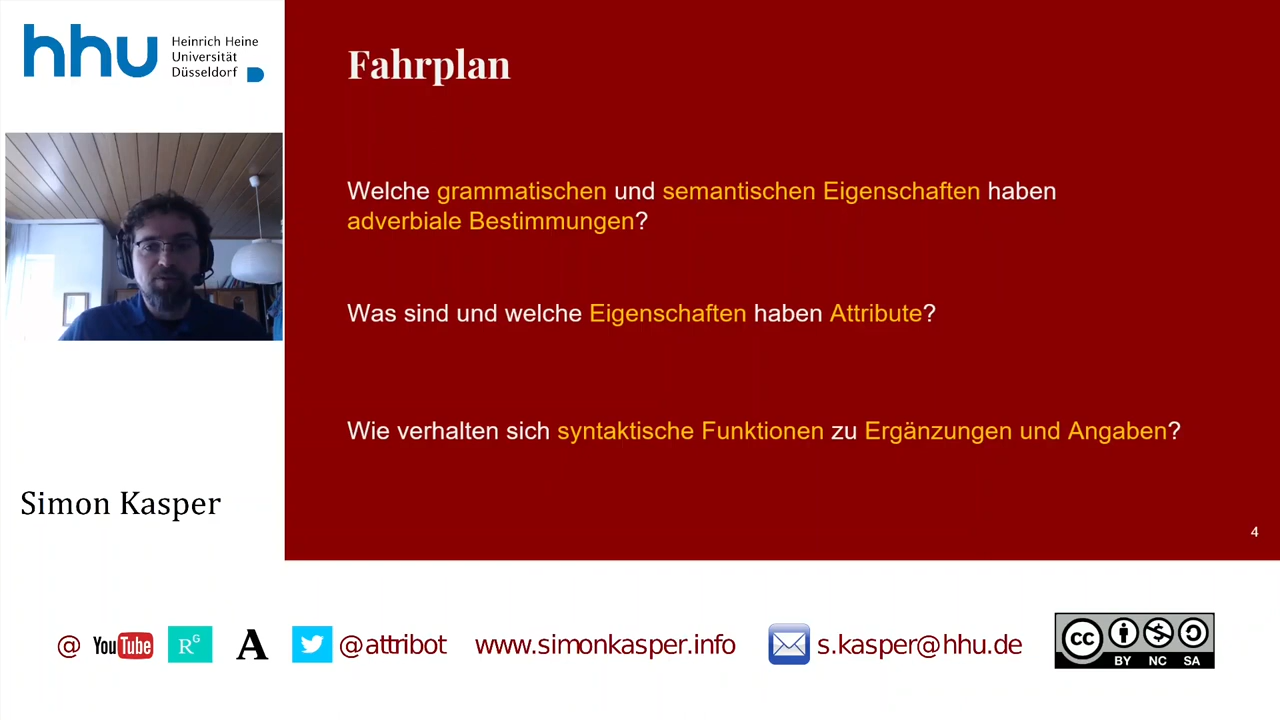 hhu
Heinrich Heine
Universität
Düsseldorf
Fahrplan
Welche grammatischen und semantischen Eigenschaften haben
adverbiale Bestimmungen?
Was sind und welche Eigenschaften haben Attribute?
Wie verhalten sich syntaktische Funktionen zu Ergänzungen und Angaben?
Simon Kasper
4
@ YouTube RG A @attribot www.simonkasper.info s.kasper@hhu.de
cc BY NC SA